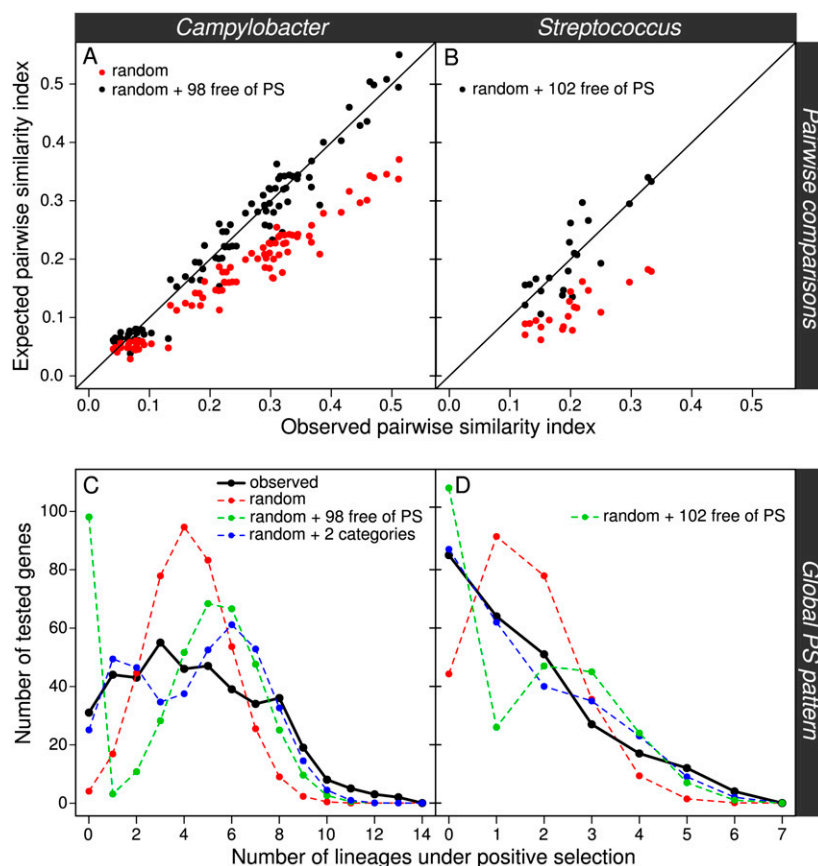 Campylobacter
Streptococcus
A
random
random + 98 free of PS
B
random + 102 free of PS
Expected pairwise similarity index
0.5
0.4
0.3
0.2
0.1
0.0
0.0 0.1 0.2 0.3 0.4 0.5
0.0 0.1 0.2 0.3 0.4 0.5
Observed pairwise similarity index
Pairwise comparisons
C
observed
random
random + 98 free of PS
random + 2 categories
D
random + 102 free of PS
Number of tested genes
100
80
60
40
20
0
0 2 4 6 8 10 12 14
0 1 2 3 4 5 6 7
Number of lineages under positive selection
Global PS pattern